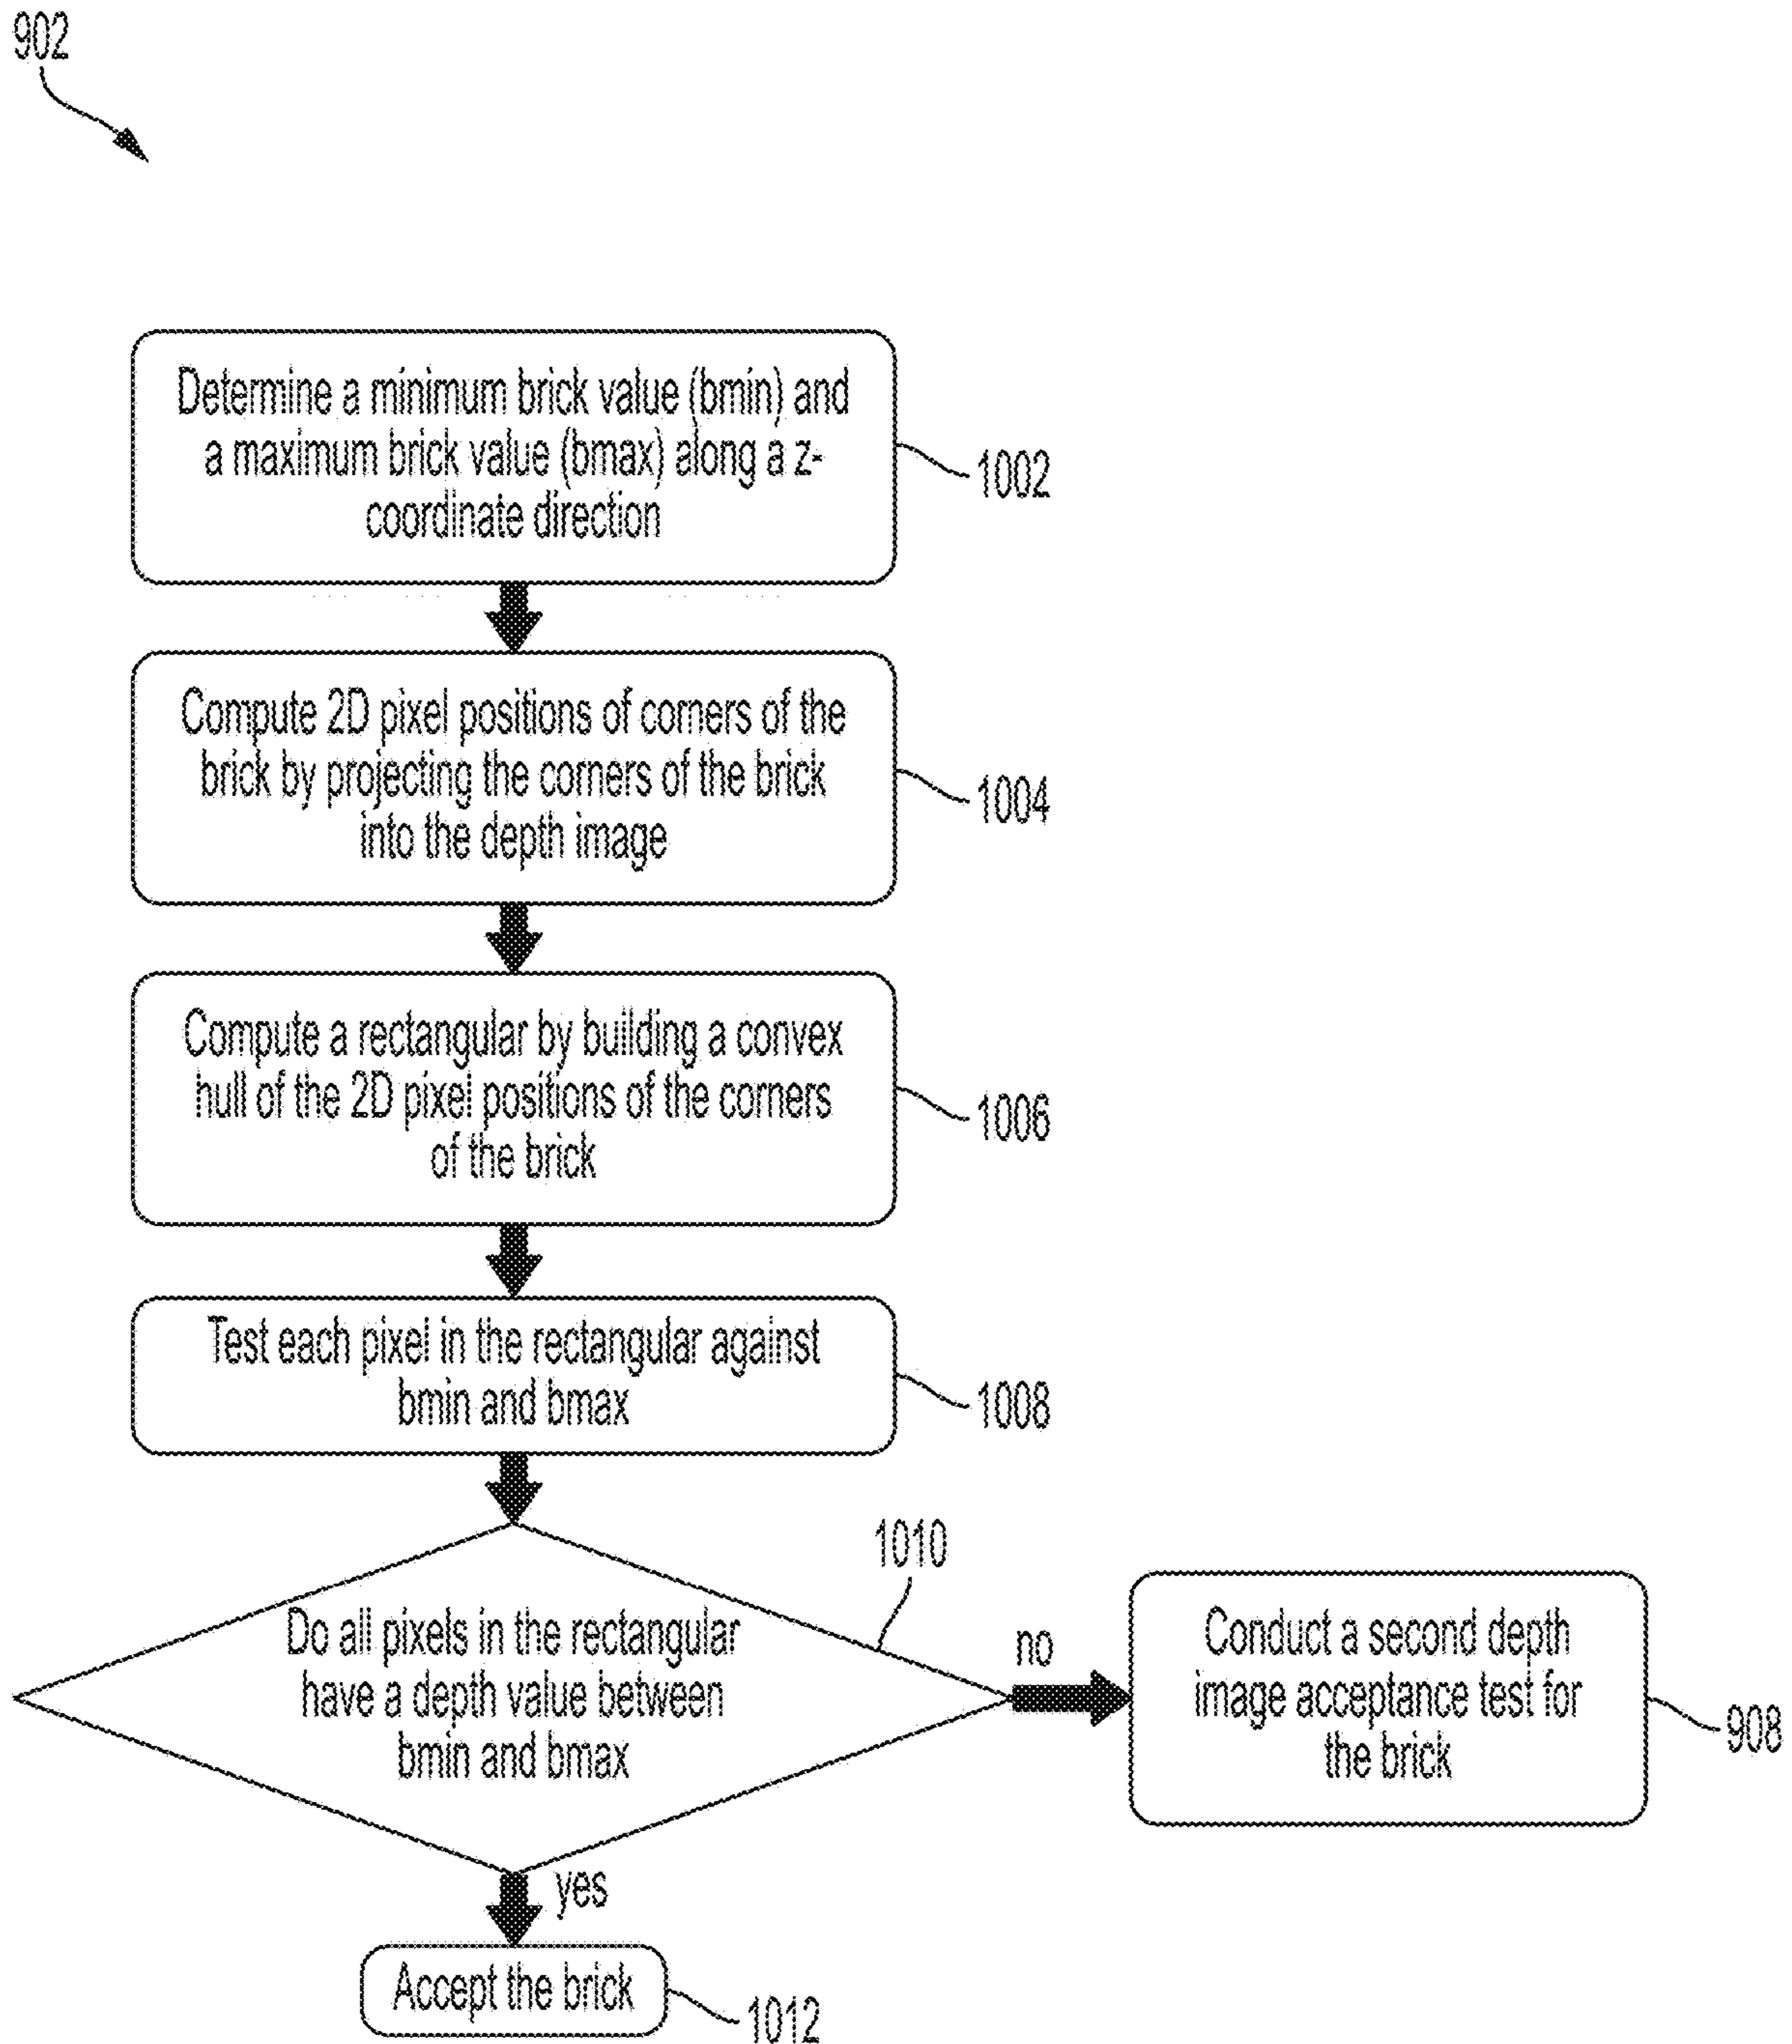 902
Determine a minimum brick value (bmin) and
a maximum brick value (bmax) along a z-
coordinate direction
1002
Compute 2D pixel positions of corners of the
brick by projecting the corners of the brick
into the depth image
1004
Compute a rectangular by building a convex
hull of the 2D pixel positions of the corners
of the brick
1006
Test each pixel in the rectangular against
bmin and bmax
1008
1010
Do all pixels in the rectangular
have a depth value between
bmin and bmax
no
Conduct a second depth
image acceptance test for
the brick
908
yes
Accept the brick
1012